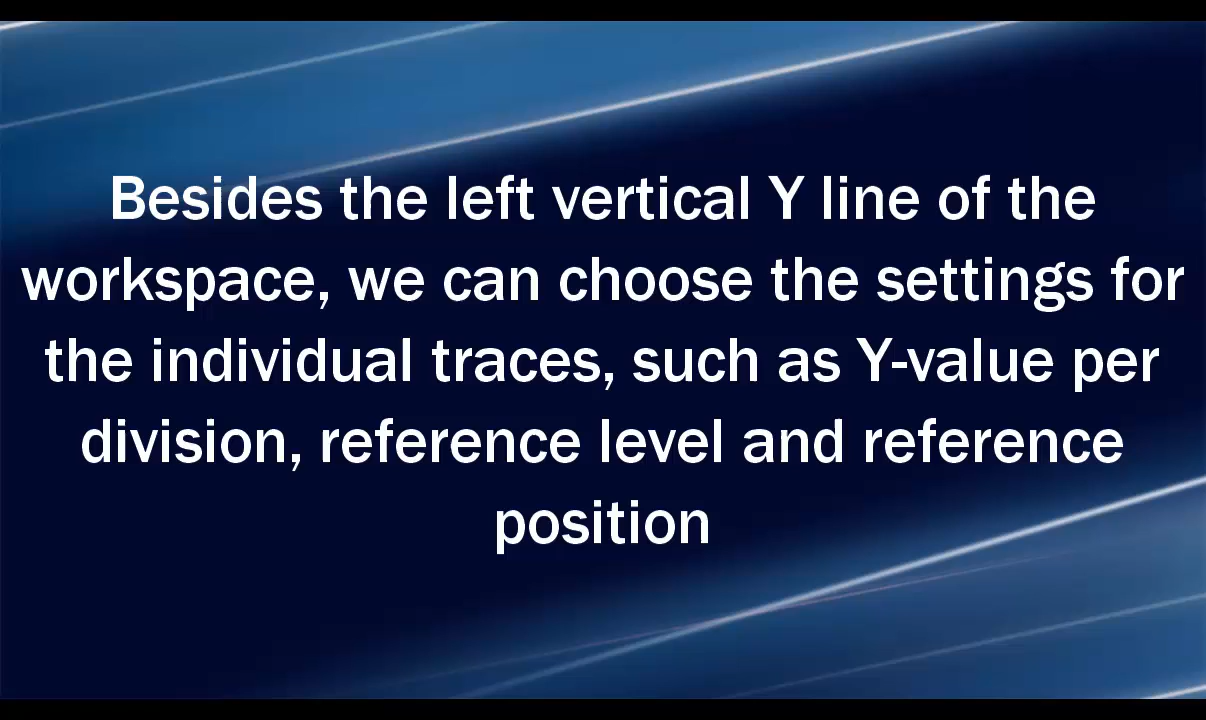 Besides the left vertical Y line of the
workspace, we can choose the settings for
the individual traces, such as Y-value per
division, reference level and reference
position